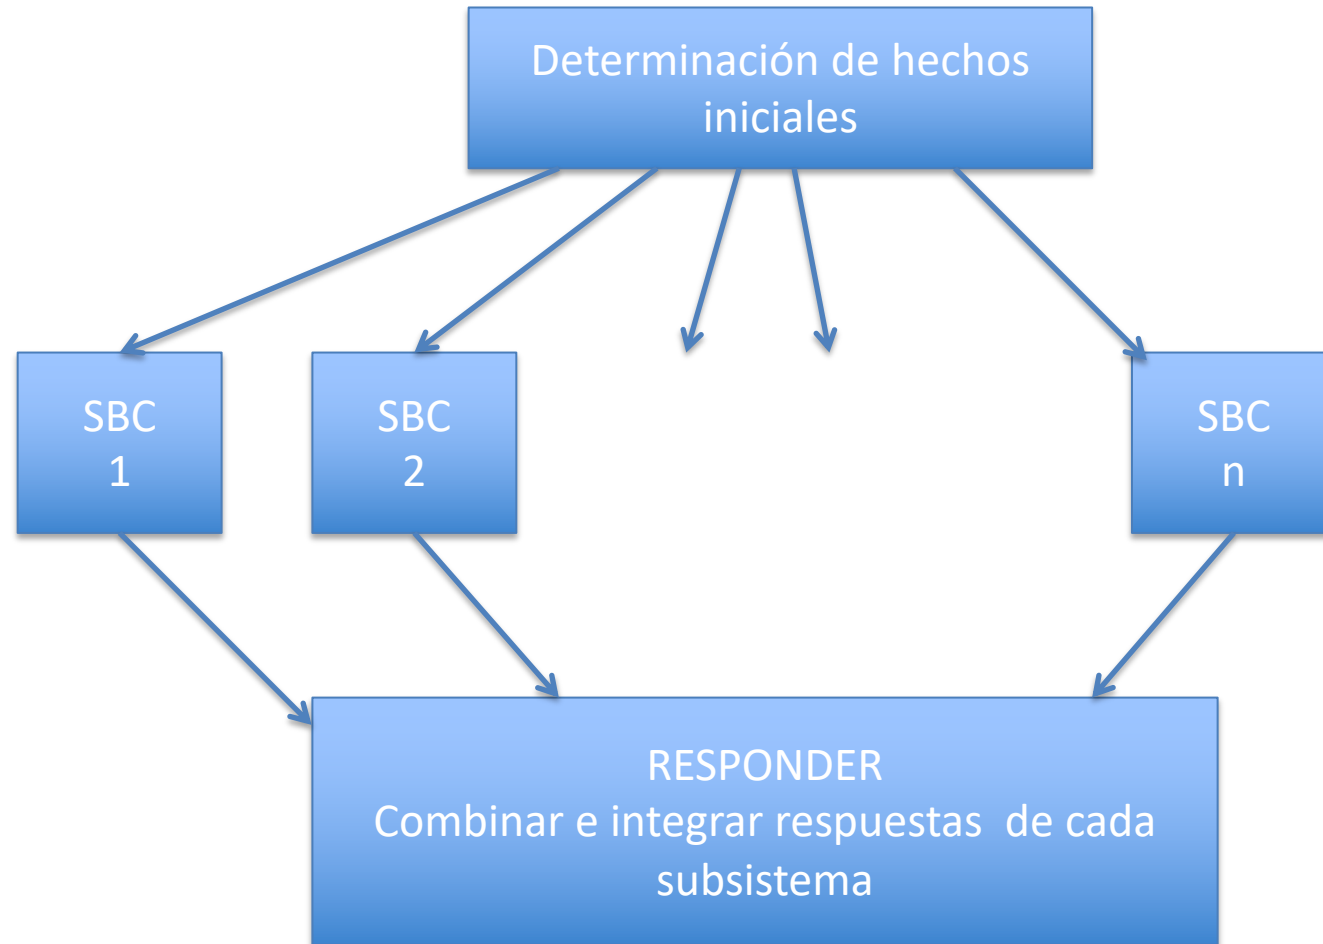 Determinación de hechos
iniciales
SBC
1
SBC
2
SBC
n
RESPONDER
Combinar e integrar respuestas  de cada
subsistema